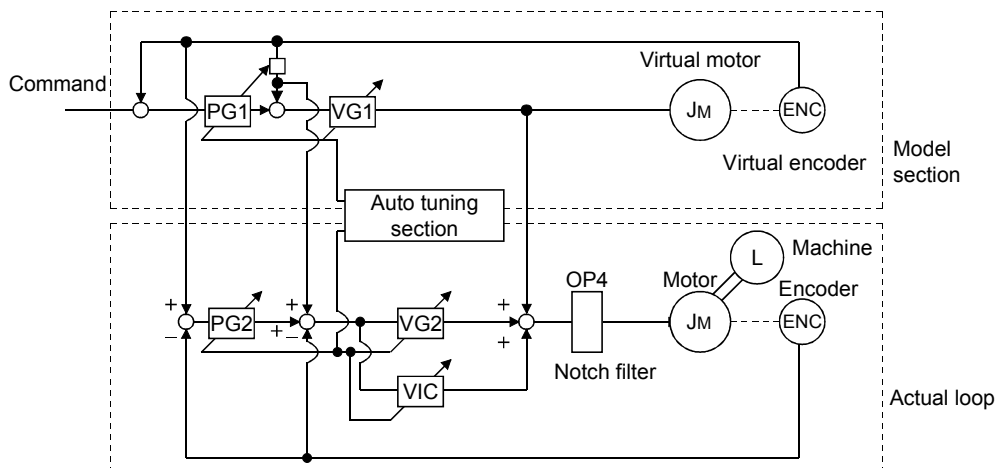 Command
PG1
VG1
Virtual motor
JM
ENC
Virtual encoder
Model
section
Auto tuning
section
OP4
Notch filter
Motor
JM
L
Machine
Encoder
ENC
+
−
PG2
+
+
−
VG2
+
+
VIC
Actual loop